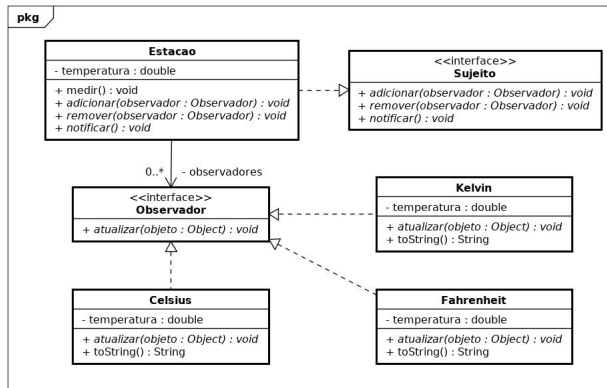 pkg
Estacao
- temperatura : double
+ medir() : void
+ adicionar(observador : Observador) : void
+ remover(observador : Observador) : void
+ notificar() : void
<<interface>>
Sujeito
+ adicionar(observador : Observador) : void
+ remover(observador : Observador) : void
+ notificar() : void
0..* - observadores
<<interface>>
Observador
+ atualizar(objeto : Object) : void
Kelvin
- temperatura : double
+ atualizar(objeto : Object) : void
+ toString() : String
Celsius
- temperatura : double
+ atualizar(objeto : Object) : void
+ toString() : String
Fahrenheit
- temperatura : double
+ atualizar(objeto : Object) : void
+ toString() : String